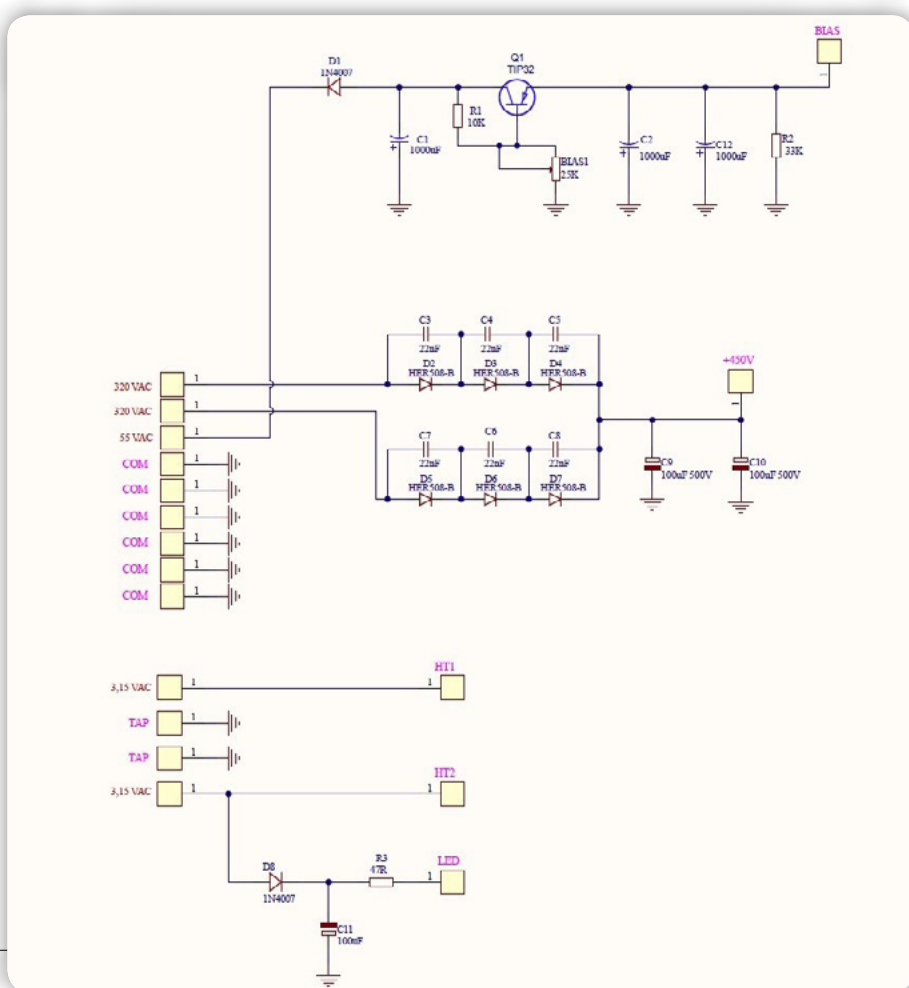 BIAS
1
D1
1N4007
Q1
TIP32
R1
10K
C1
+
1000uF
BIAS1
25K
C2
+
1000uF
C12
+
1000uF
R2
33K
C3
22nF
C4
22nF
C5
22nF
D2
HER508-B
D3
HER508-B
D4
HER508-B
+450V
1
320 VAC 1
320 VAC 1
55 VAC 1
COM 1
COM 1
COM 1
COM 1
COM 1
COM 1
C7
22nF
C6
22nF
C8
22nF
D5
HER508-B
D6
HER508-B
D7
HER508-B
C9
100uF 500V
C10
100uF 500V
3,15 VAC 1
HT1
1
TAP 1
TAP 1
3,15 VAC 1
HT2
1
D8
1N4007
R3
47R
LED
1
C11
100uF